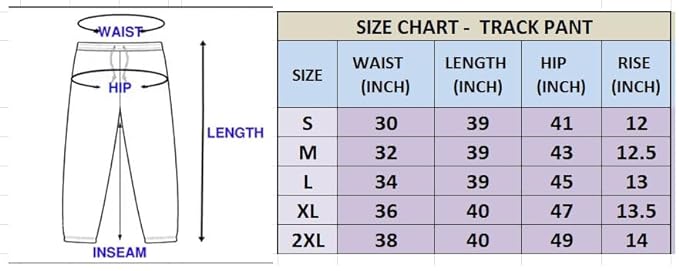 WAIST
HIP
LENGTH
INSEAM
SIZE CHART - TRACK PANT
SIZE WAIST (INCH) LENGTH (INCH) HIP (INCH) RISE (INCH)
S 30 39 41 12
M 32 39 43 12.5
L 34 39 45 13
XL 36 40 47 13.5
2XL 38 40 49 14